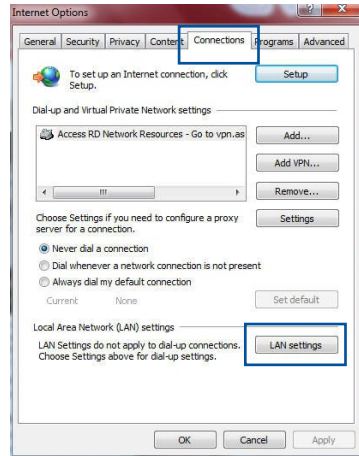 Internet Options
General Security Privacy Content Connections Programs Advanced
To set up an Internet connection, click
Setup.
Setup
Dial-up and Virtual Private Network settings
Access RD Network Resources - Go to vpn.as
Add...
Add VPN...
Remove...
Choose Settings if you need to configure a proxy
server for a connection.
Settings
Never dial a connection
Dial whenever a network connection is not present
Always dial my default connection
Current None
Set default
Local Area Network (LAN) settings
LAN Settings do not apply to dial-up connections.
Choose Settings above for dial-up settings.
LAN settings
OK Cancel Apply